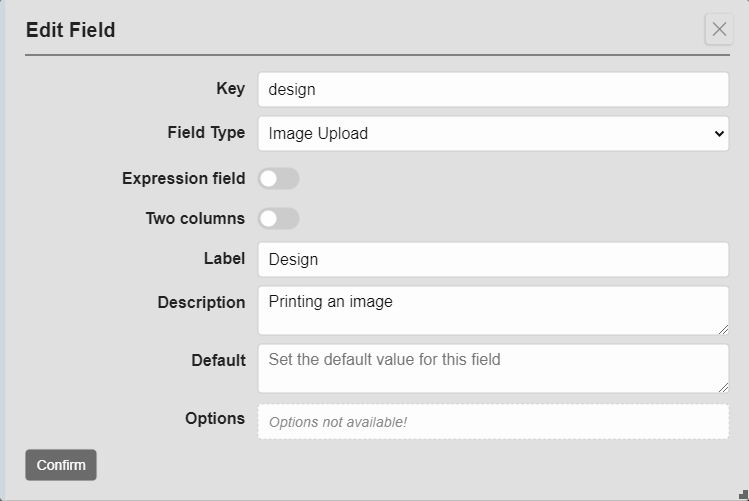 Edit Field
Key design
Field Type Image Upload
Expression field
Two columns
Label Design
Description Printing an image
Default Set the default value for this field
Options Options not available!
Confirm